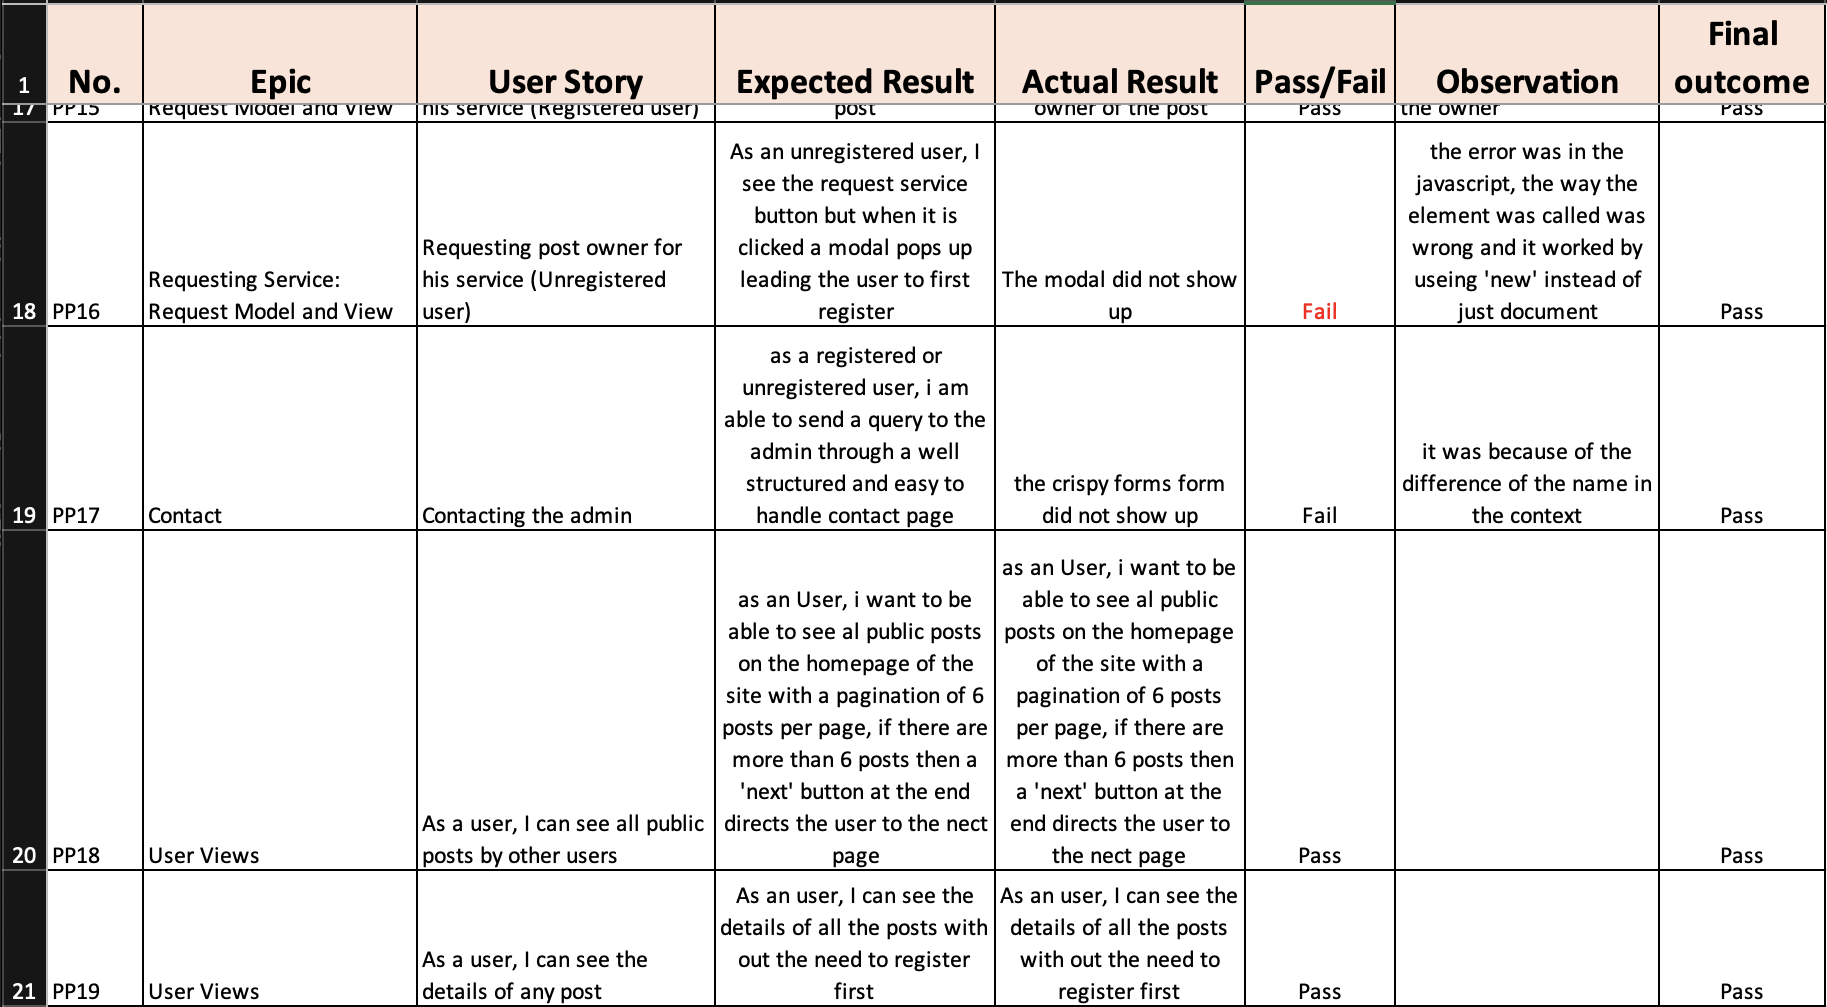 1 No. Epic User Story Expected Result Actual Result Pass/Fail Observation Final outcome
17 PP15 Request Model and View his service (Registered user) post owner of the post Pass the owner Pass
18 PP16
Requesting Service:
Request Model and View
Requesting post owner for
his service (Unregistered
user)
As an unregistered user, I
see the request service
button but when it is
clicked a modal pops up
leading the user to first
register
The modal did not show
up
Fail
the error was in the
javascript, the way the
element was called was
wrong and it worked by
useing 'new' instead of
just document
Pass
19 PP17
Contact
Contacting the admin
as a registered or
unregistered user, i am
able to send a query to the
admin through a well
structured and easy to
handle contact page
the crispy forms form
did not show up
Fail
it was because of the
difference of the name in
the context
Pass
20 PP18
User Views
As a user, I can see all public
posts by other users
as an User, i want to be
able to see al public posts
on the homepage of the
site with a pagination of 6
posts per page, if there are
more than 6 posts then a
'next' button at the end
directs the user to the nect
page
as an User, i want to be
able to see al public
posts on the homepage
of the site with a
pagination of 6 posts
per page, if there are
more than 6 posts then
a 'next' button at the
end directs the user to
the nect page
Pass
Pass
21 PP19
User Views
As a user, I can see the
details of any post
As an user, I can see the
details of all the posts with
out the need to register
first
As an user, I can see the
details of all the posts
with out the need to
register first
Pass
Pass